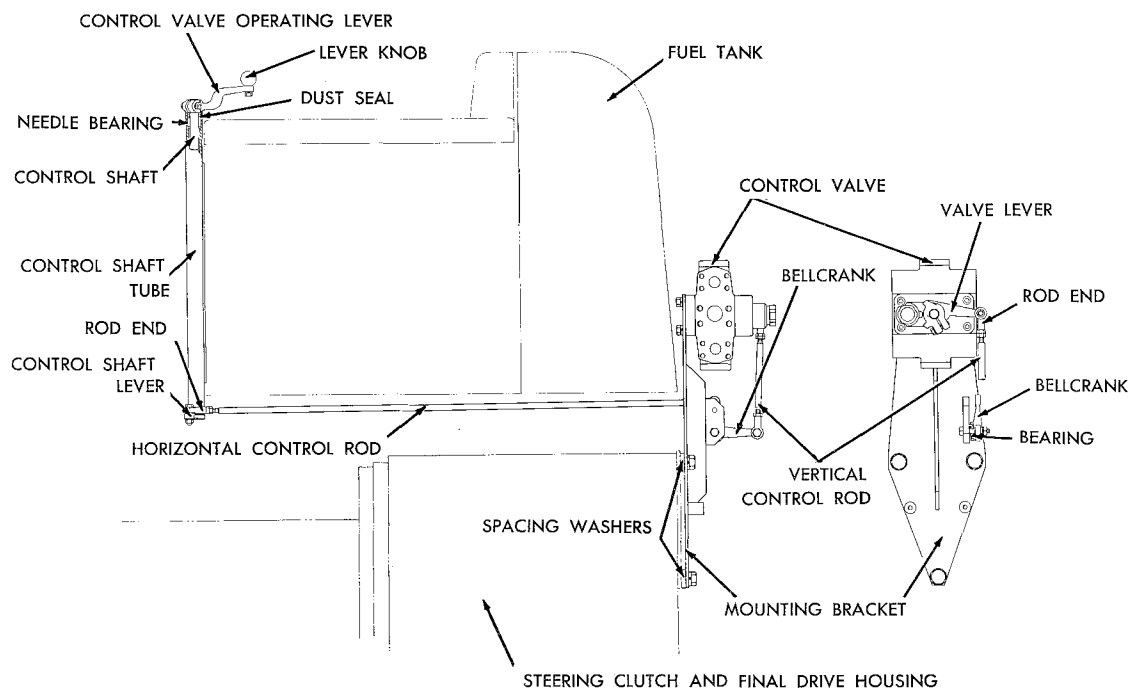 CONTROL VALVE OPERATING LEVER
LEVER KNOB
FUEL TANK
DUST SEAL
NEEDLE BEARING
CONTROL SHAFT
CONTROL VALVE
VALVE LEVER
CONTROL SHAFT
TUBE
BELLCRANK
ROD END
ROD END
CONTROL SHAFT
LEVER
BELLCRANK
HORIZONTAL CONTROL ROD
BEARING
VERTICAL
CONTROL ROD
SPACING WASHERS
MOUNTING BRACKET
STEERING CLUTCH AND FINAL DRIVE HOUSING